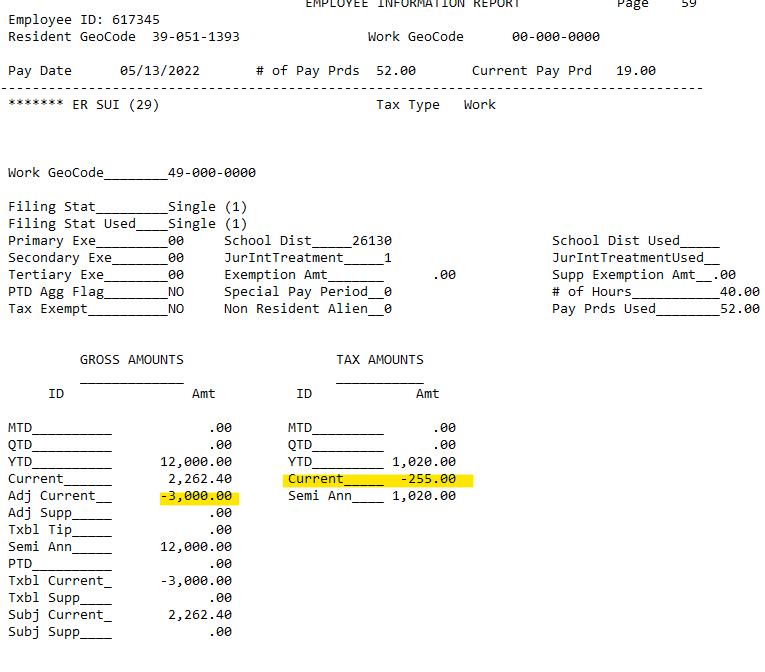 EMPLOYEE INFORMATION REPORT Page 59
Employee ID: 617345
Resident GeoCode 39-051-1393 Work GeoCode 00-000-0000
Pay Date 05/13/2022 # of Pay Prds 52.00 Current Pay Prd 19.00
--------------------------------------------------------------------------------
******* ER SUI (29) Tax Type Work
Work GeoCode________49-000-0000
Filing Stat_________Single (1)
Filing Stat Used____Single (1)
Primary Exe_________00 School Dist_____26130 School Dist Used_____
Secondary Exe_______00 JurIntTreatment_____1 JurIntTreatmentUsed__
Tertiary Exe________00 Exemption Amt_______ .00 Supp Exemption Amt__.00
PTD Agg Flag________NO Special Pay Period__0 # of Hours___________40.00
Tax Exempt__________NO Non Resident Alien__0 Pay Prds Used________52.00
GROSS AMOUNTS TAX AMOUNTS
_____________ ___________
ID Amt ID Amt
MTD__________ .00 MTD_________ .00
QTD__________ .00 QTD_________ .00
YTD__________ 12,000.00 YTD_________ 1,020.00
Current______ 2,262.40 Current_____ -255.00
Adj Current__ -3,000.00 Semi Ann____ 1,020.00
Adj Supp_____ .00
Txbl Tip_____ .00
Semi Ann_____ 12,000.00
PTD__________ .00
Txbl Current_ -3,000.00
Txbl Supp____ .00
Subj Current_ 2,262.40
Subj Supp____ .00